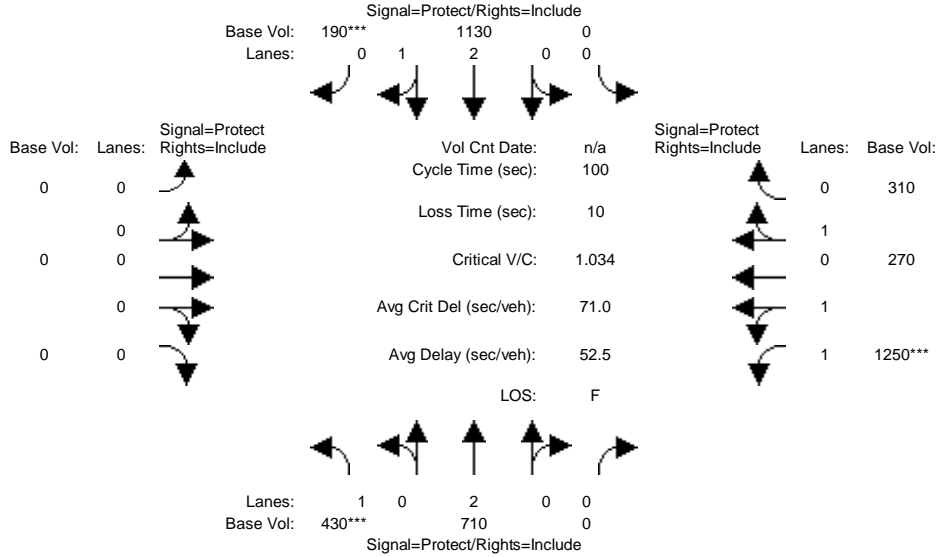 Signal=Protect/Rights=Include
Base Vol: 190*** 1130 0
Lanes: 0 1 2 0 0
Signal=Protect Signal=Protect
Base Vol: Lanes: Rights=Include Vol Cnt Date: n/a Rights=Include Lanes: Base Vol:
Cycle Time (sec): 100
0 0 0 310
Loss Time (sec): 10
0 1
0 0 Critical V/C: 1.034 0 270
0 Avg Crit Del (sec/veh): 71.0 1
0 0 Avg Delay (sec/veh): 52.5 1 1250***
LOS: F
Lanes: 1 0 2 0 0
Base Vol: 430*** 710 0
Signal=Protect/Rights=Include